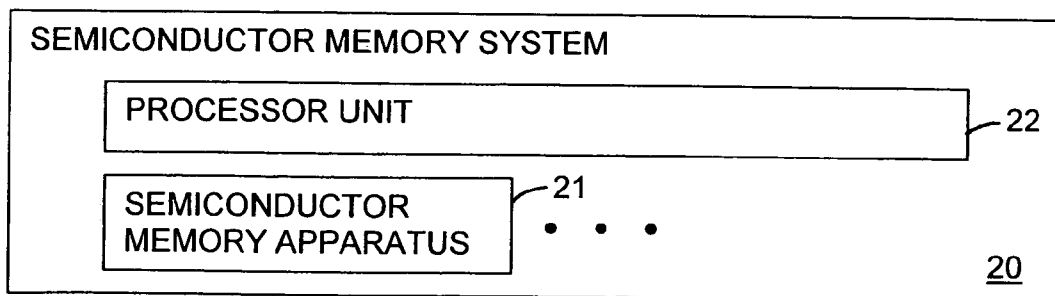 SEMICONDUCTOR MEMORY SYSTEM
PROCESSOR UNIT
22
SEMICONDUCTOR
MEMORY APPARATUS
21
• • •
20